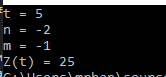 t = 5
n = -2
m = -1
Z(t) = 25